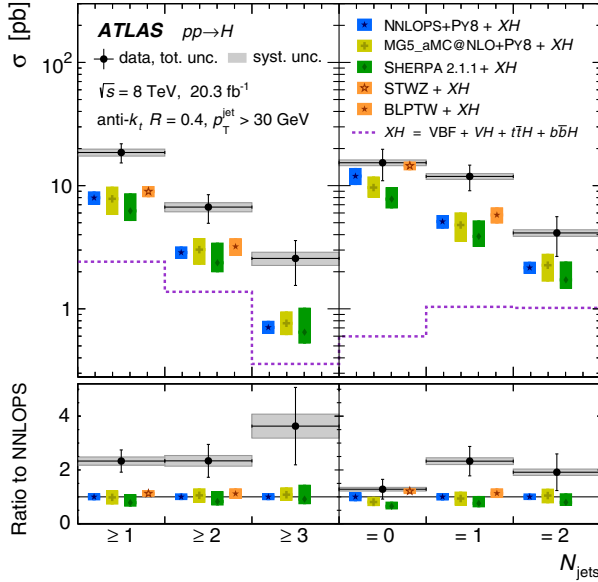 σ [pb]
ATLAS pp→H
data, tot. unc. syst. unc.
√s = 8 TeV, 20.3 fb⁻¹
anti-kₜ R = 0.4, p_T^jet > 30 GeV
NNLOPS+PY8 + XH
MG5_aMC@NLO+PY8 + XH
SHERPA 2.1.1 + XH
STWZ + XH
BLPTW + XH
XH = VBF + VH + tt̄H + bb̄H
10²
10
1
Ratio to NNLOPS
4
2
0
≥ 1 ≥ 2 ≥ 3 = 0 = 1 = 2
N_jets